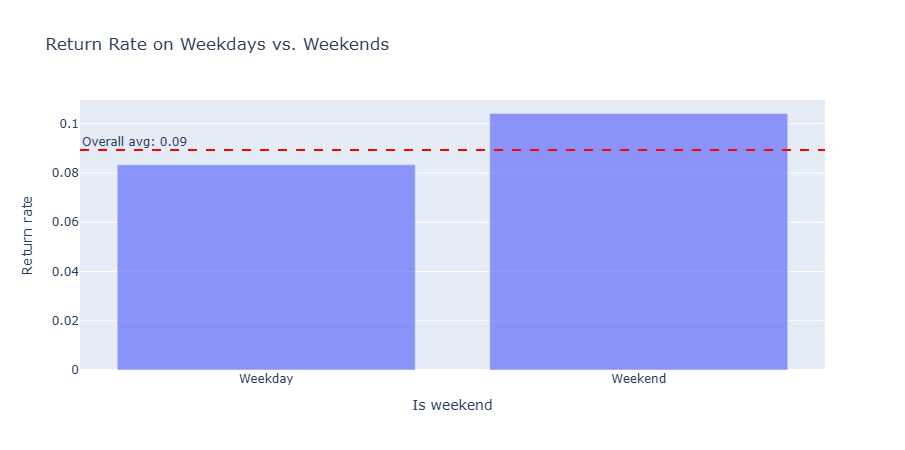 Return Rate on Weekdays vs. Weekends
0.1
Overall avg: 0.09
0.08
0.06
0.04
0.02
0
Return rate
Weekday
Weekend
Is weekend